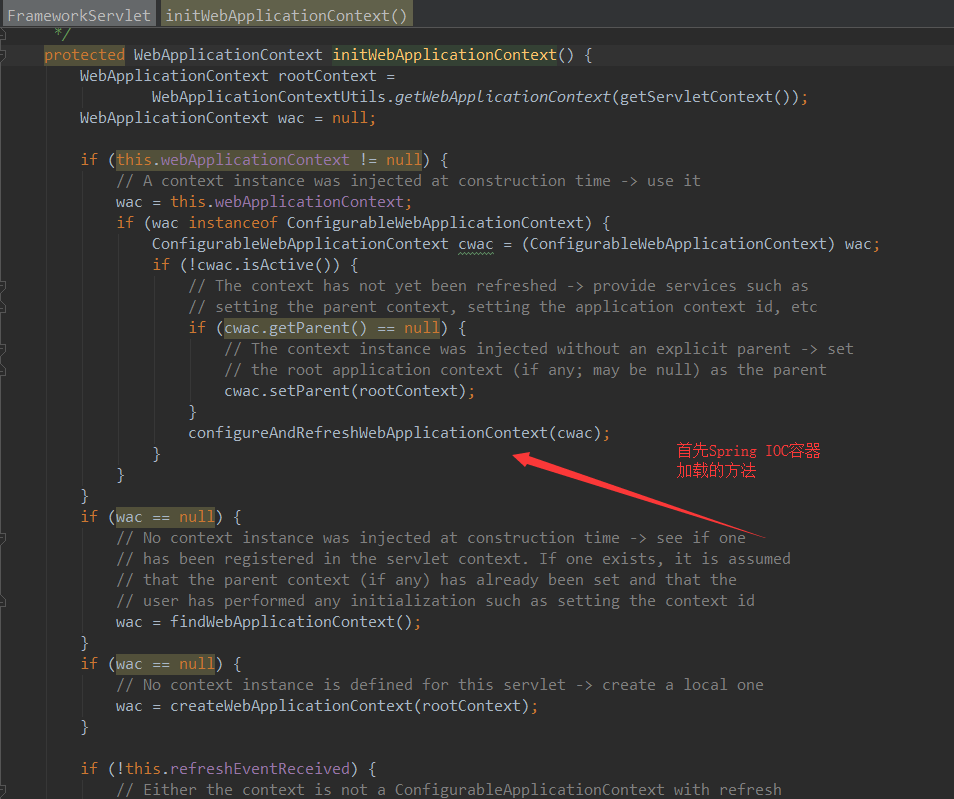 FrameworkServlet initWebApplicationContext()
*/
protected WebApplicationContext initWebApplicationContext() {
WebApplicationContext rootContext =
WebApplicationContextUtils.getWebApplicationContext(getServletContext());
WebApplicationContext wac = null;
if (this.webApplicationContext != null) {
// A context instance was injected at construction time -> use it
wac = this.webApplicationContext;
if (wac instanceof ConfigurableWebApplicationContext) {
ConfigurableWebApplicationContext cwac = (ConfigurableWebApplicationContext) wac;
if (!cwac.isActive()) {
// The context has not yet been refreshed -> provide services such as
// setting the parent context, setting the application context id, etc
if (cwac.getParent() == null) {
// The context instance was injected without an explicit parent -> set
// the root application context (if any; may be null) as the parent
cwac.setParent(rootContext);
}
configureAndRefreshWebApplicationContext(cwac);
首先Spring IOC容器
加载的方法
}
}
}
if (wac == null) {
// No context instance was injected at construction time -> see if one
// has been registered in the servlet context. If one exists, it is assumed
// that the parent context (if any) has already been set and that the
// user has performed any initialization such as setting the context id
wac = findWebApplicationContext();
}
if (wac == null) {
// No context instance is defined for this servlet -> create a local one
wac = createWebApplicationContext(rootContext);
}
if (!this.refreshEventReceived) {
// Either the context is not a ConfigurableApplicationContext with refresh